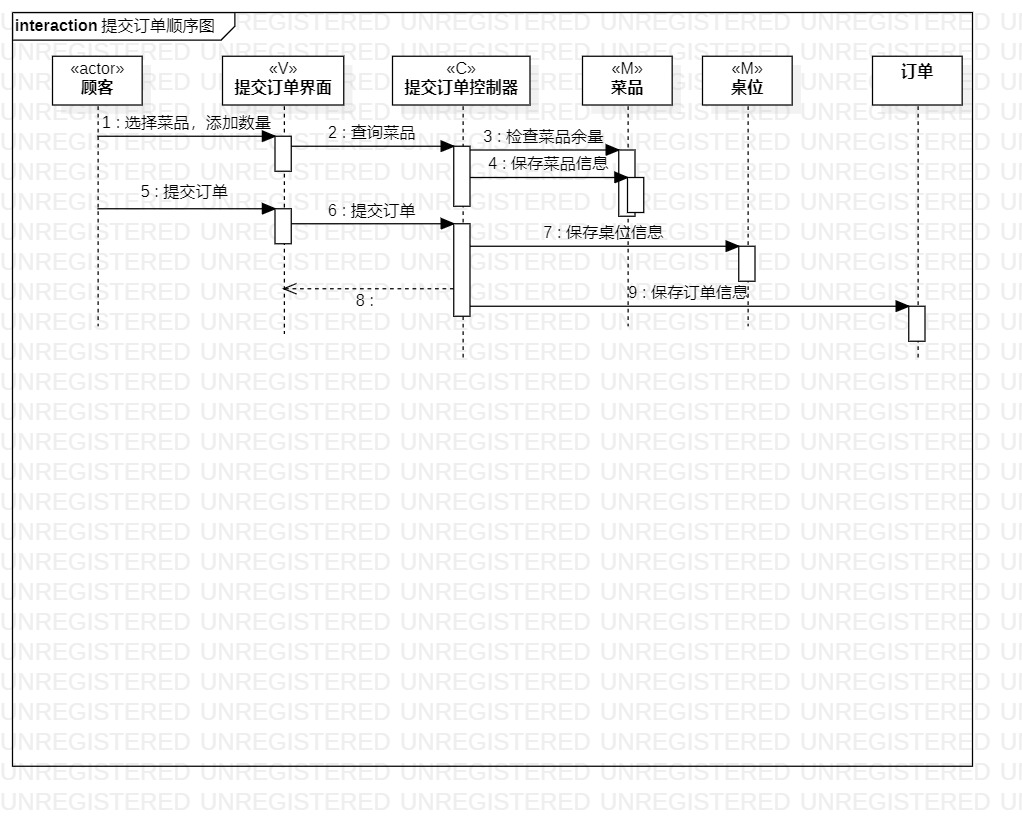 interaction 提交订单顺序图
«actor»
顾客
«V»
提交订单界面
«C»
提交订单控制器
«M»
菜品
«M»
桌位
订单
1 : 选择菜品，添加数量
2 : 查询菜品
3 : 检查菜品余量
4 : 保存菜品信息
5 : 提交订单
6 : 提交订单
7 : 保存桌位信息
8 :
9 : 保存订单信息
UNREGISTERED